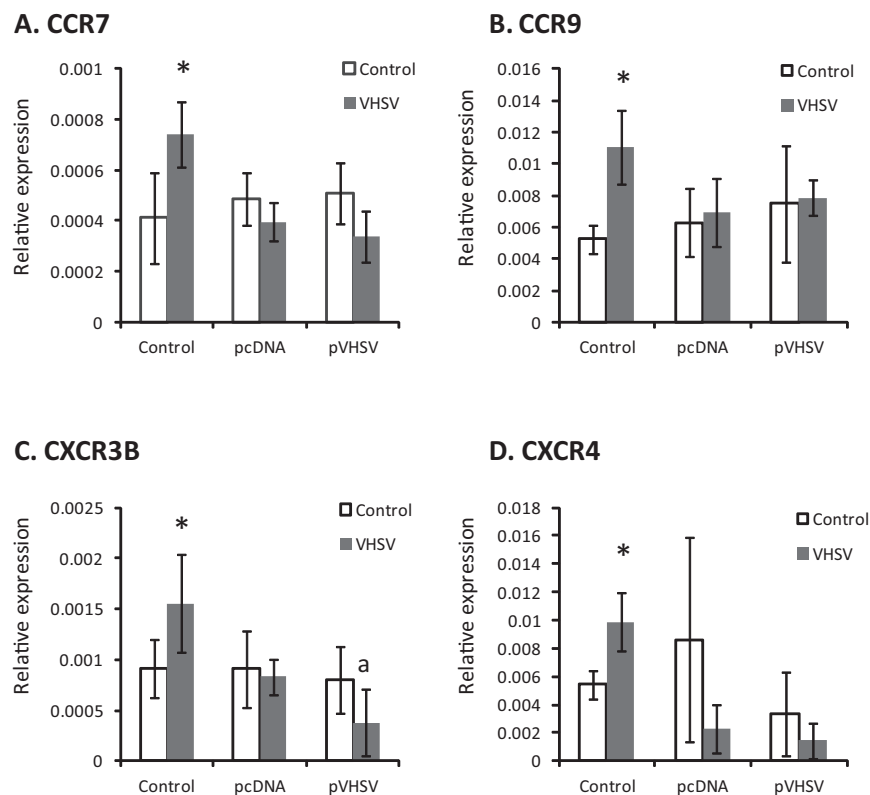 A. CCR7
Relative expression
0.001
0.0008
0.0006
0.0004
0.0002
0
*
Control
VHSV
Control
pcDNA
pVHSV
B. CCR9
Relative expression
0.016
0.014
0.012
0.01
0.008
0.006
0.004
0.002
0
*
Control
VHSV
Control
pcDNA
pVHSV
C. CXCR3B
Relative expression
0.0025
0.002
0.0015
0.001
0.0005
0
*
a
Control
VHSV
Control
pcDNA
pVHSV
D. CXCR4
Relative expression
0.018
0.016
0.014
0.012
0.01
0.008
0.006
0.004
0.002
0
*
Control
VHSV
Control
pcDNA
pVHSV